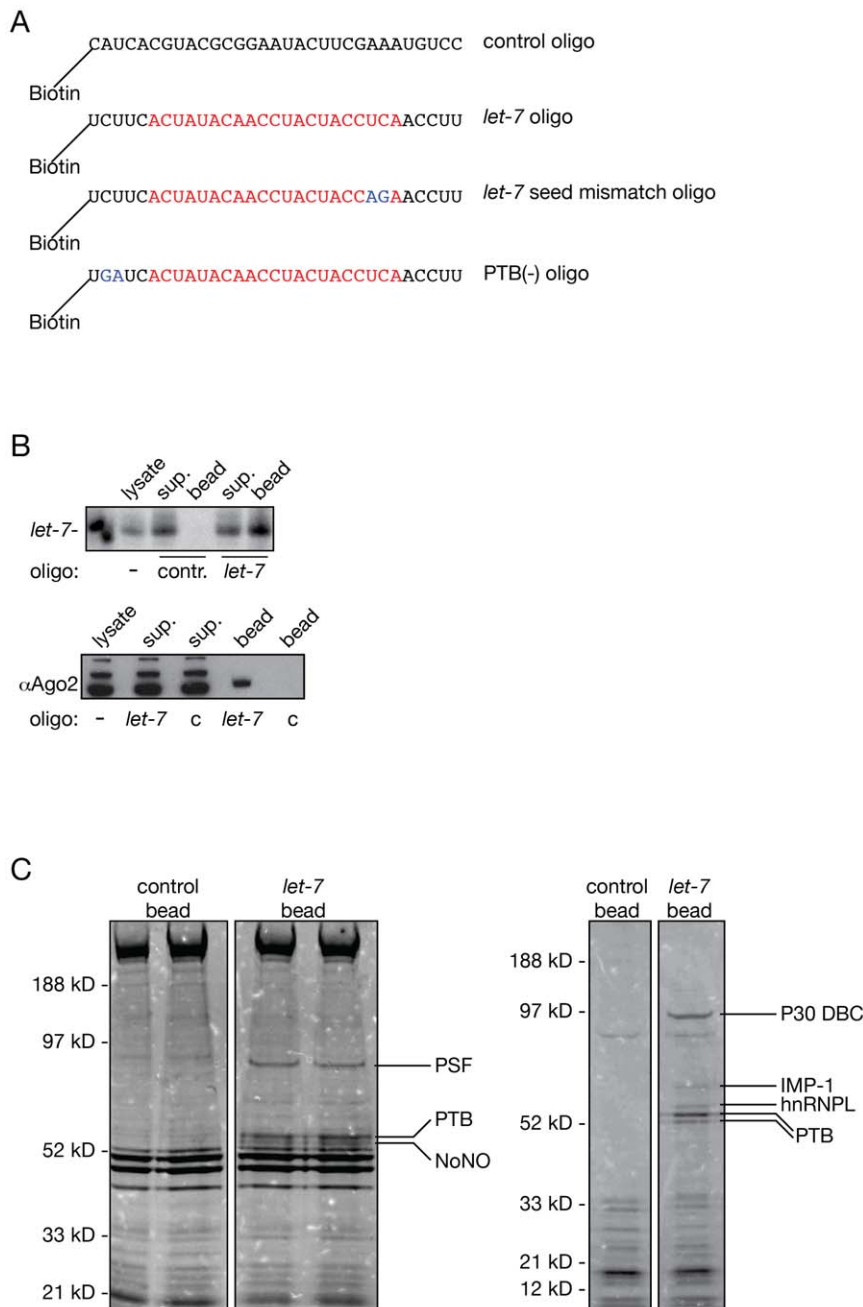 A
CAUCACGUACGCGGAAUACUUCGAAAUGUCC control oligo
Biotin
UCUUCACUAUACAACCUACUACCUCAACCUU let-7 oligo
Biotin
UCUUCACUAUACAACCUACUACCAGAACCUU let-7 seed mismatch oligo
Biotin
UGAUCACUAUACAACCUACUACCUCAACCUU PTB(-) oligo
Biotin
B
lysate sup. bead sup. bead
let-7-
oligo: - contr. let-7
lysate sup. sup. bead bead
αAgo2
oligo: - let-7 c let-7 c
C
control bead
let-7 bead
188 kD -
97 kD -
PSF
PTB
52 kD -
NoNO
33 kD -
21 kD -
control bead
let-7 bead
188 kD -
97 kD -
P30 DBC
IMP-1
hnRNPL
52 kD -
PTB
33 kD -
21 kD -
12 kD -